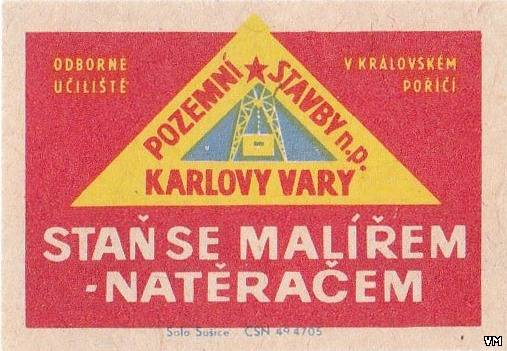 ODBORNÉ
UČILIŠTĚ
V KRÁLOVSKÉM
POŘÍČÍ
POZEMNÍ ★ STAVBY n.p.
KARLOVY VARY
STAŇ SE MALÍŘEM
-NATĚRAČEM
Solo Sušice ČSN 49 4705
VM